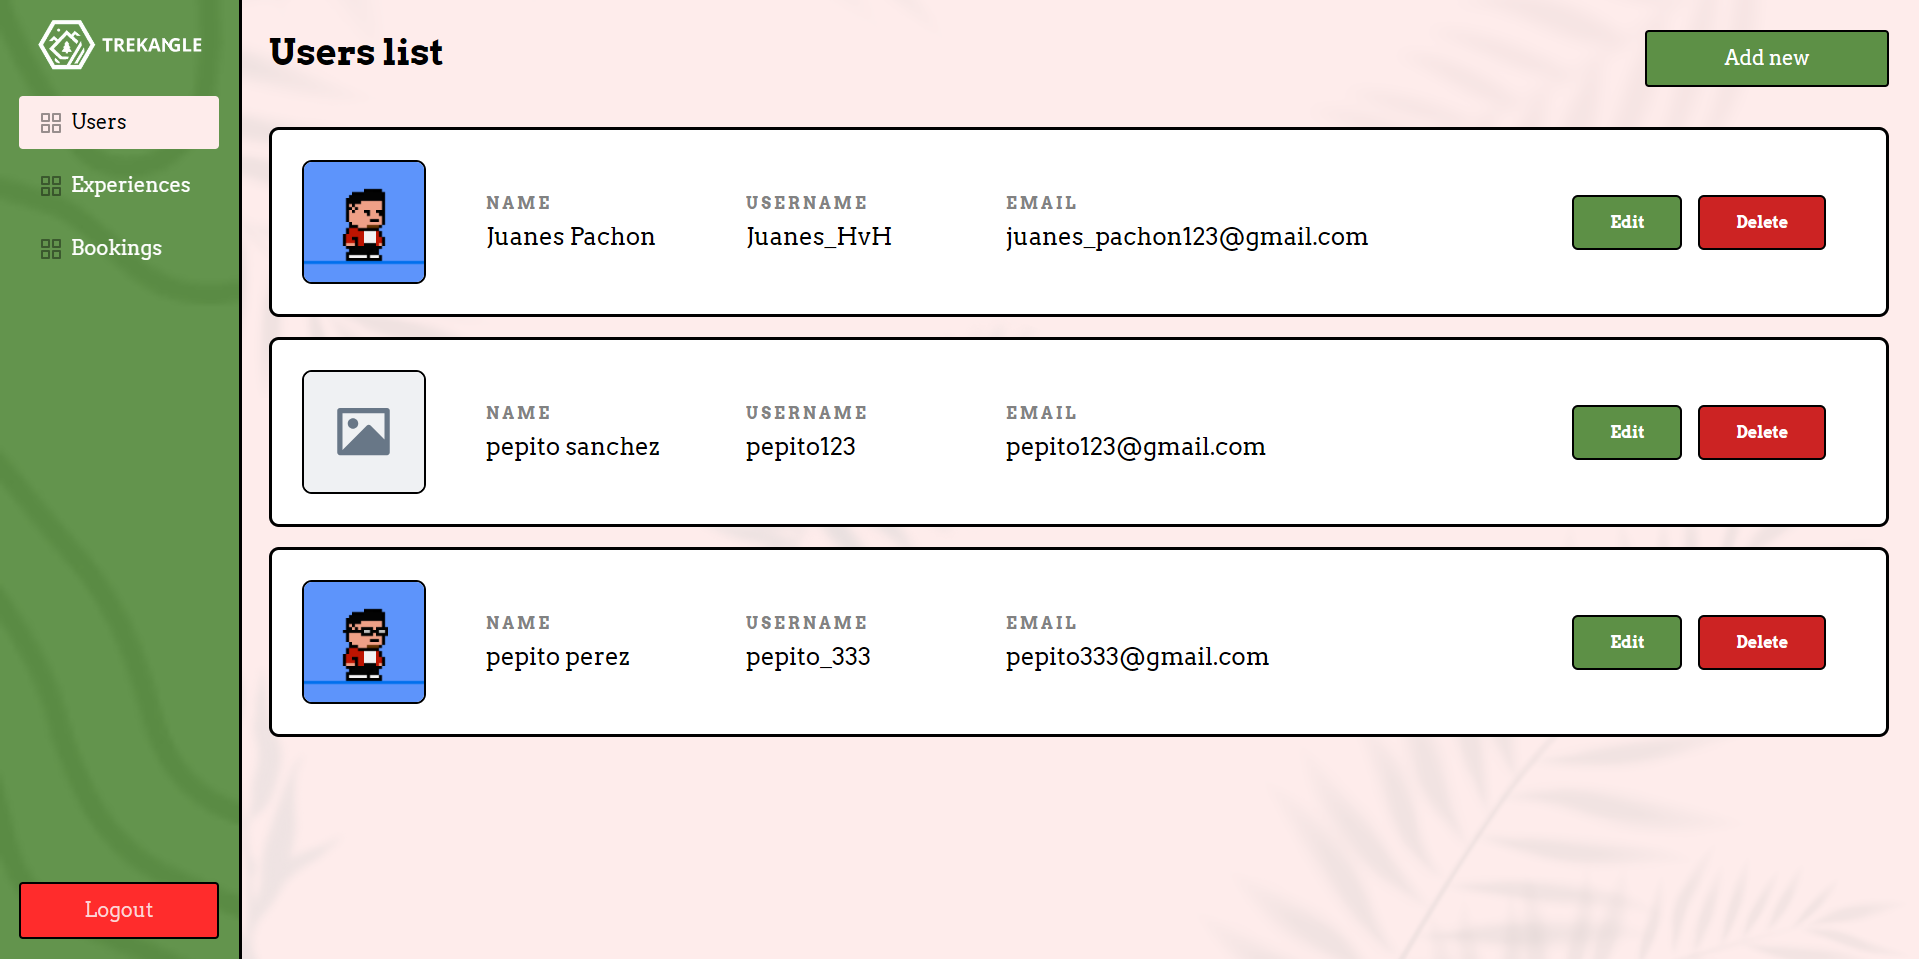 TREKANGLE
Users
Experiences
Bookings
Logout
Users list
Add new
NAME USERNAME EMAIL
Juanes Pachon Juanes_HvH juanes_pachon123@gmail.com
Edit Delete
NAME USERNAME EMAIL
pepito sanchez pepito123 pepito123@gmail.com
Edit Delete
NAME USERNAME EMAIL
pepito perez pepito_333 pepito333@gmail.com
Edit Delete